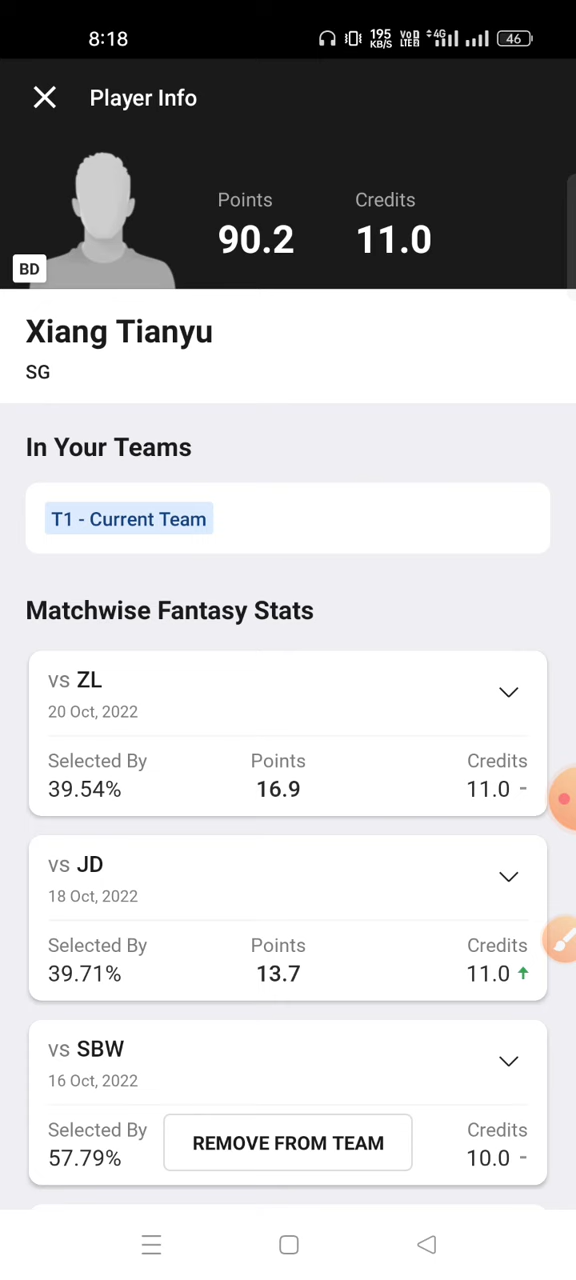 8:18 195 KB/S VoD LTED 4G 46
Player Info
Points Credits
90.2 11.0
BD
Xiang Tianyu
SG
In Your Teams
T1 - Current Team
Matchwise Fantasy Stats
vs ZL
20 Oct, 2022
Selected By Points Credits
39.54% 16.9 11.0 -
vs JD
18 Oct, 2022
Selected By Points Credits
39.71% 13.7 11.0
vs SBW
16 Oct, 2022
Selected By Credits
REMOVE FROM TEAM
57.79% 10.0 -